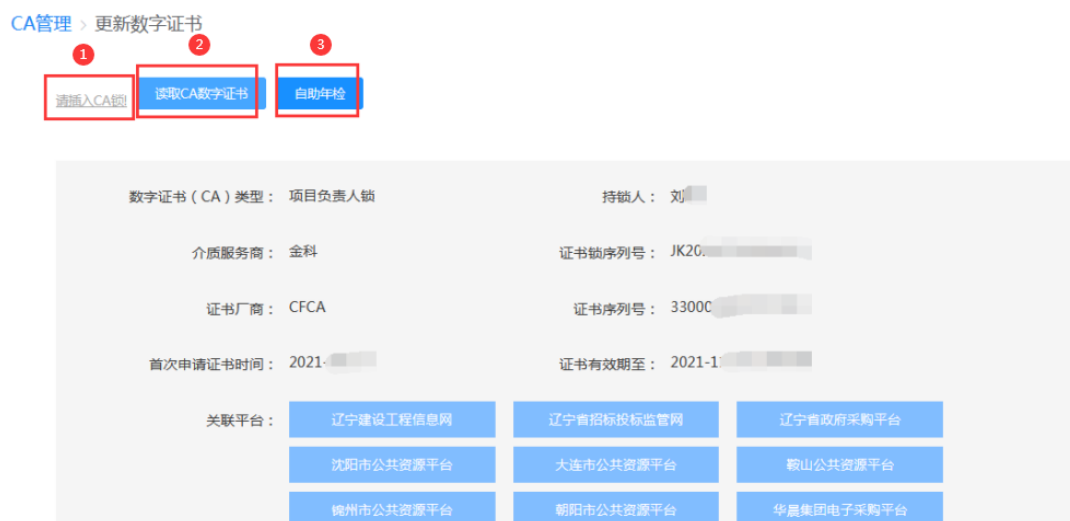 CA管理 > 更新数字证书
1 2 3
请插入CA锁! 读取CA数字证书 自助年检
数字证书（CA）类型： 项目负责人锁 持锁人： 刘
介质服务商： 金科 证书锁序列号： JK20
证书厂商： CFCA 证书序列号： 33000
首次申请证书时间： 2021- 证书有效期至： 2021-1
关联平台： 辽宁建设工程信息网 辽宁省招标投标监管网 辽宁省政府采购平台
沈阳市公共资源平台 大连市公共资源平台 鞍山公共资源平台
锦州市公共资源平台 朝阳市公共资源平台 华晨集团电子采购平台